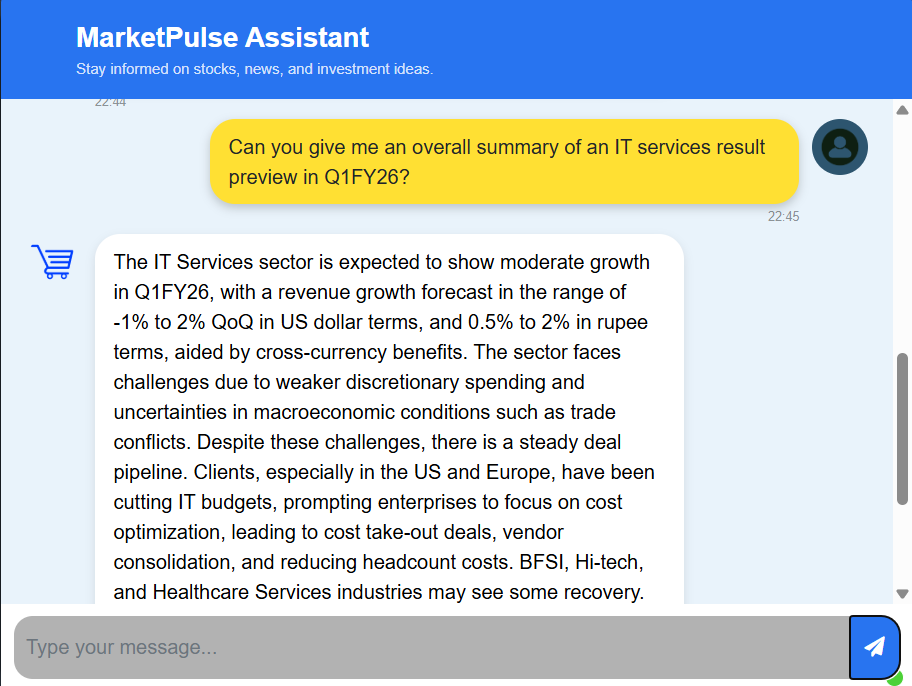 MarketPulse Assistant
Stay informed on stocks, news, and investment ideas.
22:44
Can you give me an overall summary of an IT services result
preview in Q1FY26?
22:45
The IT Services sector is expected to show moderate growth
in Q1FY26, with a revenue growth forecast in the range of
-1% to 2% QoQ in US dollar terms, and 0.5% to 2% in rupee
terms, aided by cross-currency benefits. The sector faces
challenges due to weaker discretionary spending and
uncertainties in macroeconomic conditions such as trade
conflicts. Despite these challenges, there is a steady deal
pipeline. Clients, especially in the US and Europe, have been
cutting IT budgets, prompting enterprises to focus on cost
optimization, leading to cost take-out deals, vendor
consolidation, and reducing headcount costs. BFSI, Hi-tech,
and Healthcare Services industries may see some recovery.
Type your message...